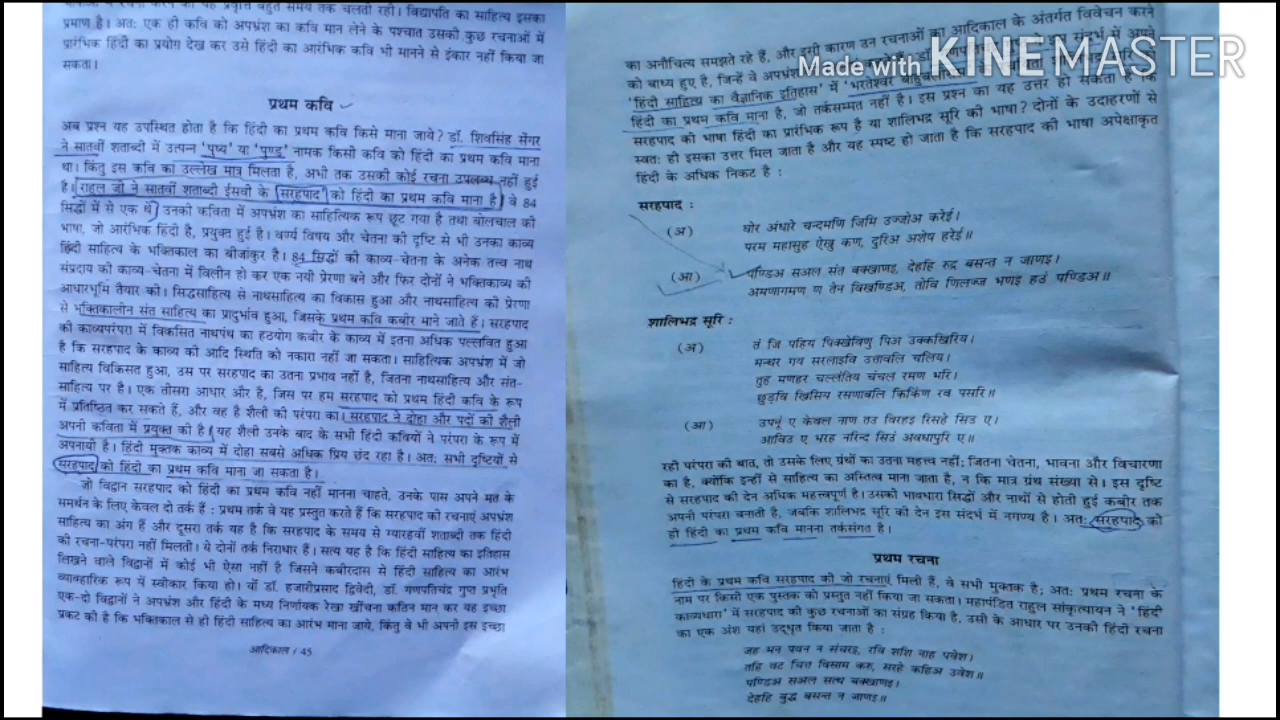 प्रमाण है। अतः एक ही कवि को अपभ्रंश का कवि मान लेने के पश्चात उसकी कुछ रचनाओं में
प्रारंभिक हिंदी का प्रयोग देख कर उसे हिंदी का आरंभिक कवि भी मानने से इंकार नहीं किया जा
सकता।
प्रथम कवि
अब प्रश्न यह उपस्थित होता है कि हिंदी का प्रथम कवि किसे माना जाये? डॉ. शिवसिंह सेंगर
ने सातवीं शताब्दी में उत्पन्न 'पुष्य' या 'पुण्ड' नामक किसी कवि को हिंदी का प्रथम कवि माना
था। किंतु इस कवि का उल्लेख मात्र मिलता है, अभी तक उसकी कोई रचना उपलब्ध नहीं हुई
है। राहुल जी ने सातवीं शताब्दी ईसवी के सरहपाद को हिंदी का प्रथम कवि माना है। वे 84
सिद्धों में से एक थे। उनकी कविता में अपभ्रंश का साहित्यिक रूप छूट गया है तथा बोलचाल की
भाषा, जो आरंभिक हिंदी है, प्रयुक्त हुई है। वर्ण्य विषय और चेतना की दृष्टि से भी उनका काव्य
हिंदी साहित्य के भक्तिकाल का बीजांकुर है। 84 सिद्धों की काव्य-चेतना के अनेक तत्त्व नाथ
संप्रदाय की काव्य-चेतना में विलीन हो कर एक नयी प्रेरणा बने और फिर दोनों ने भक्तिकाव्य की
आधारभूमि तैयार की। सिद्धसाहित्य से नाथसाहित्य का विकास हुआ और नाथसाहित्य की प्रेरणा
से भक्तिकालीन संत साहित्य का प्रादुर्भाव हुआ, जिसके प्रथम कवि कबीर माने जाते हैं। सरहपाद
की काव्यपरंपरा में विकसित नाथपंथ का हठयोग कबीर के काव्य में इतना अधिक पल्लवित हुआ
है कि सरहपाद के काव्य की आदि स्थिति को नकारा नहीं जा सकता। साहित्यिक अपभ्रंश में जो
साहित्य विकसित हुआ, उस पर सरहपाद का उतना प्रभाव नहीं है, जितना नाथसाहित्य और संत-
साहित्य पर है। एक तीसरा आधार और है, जिस पर हम सरहपाद को प्रथम हिंदी कवि के रूप
में प्रतिष्ठित कर सकते हैं, और वह है शैली की परंपरा का। सरहपाद ने दोहा और पदों की शैली
अपनी कविता में प्रयुक्त की है। यह शैली उनके बाद के सभी हिंदी कवियों ने परंपरा के रूप में
अपनायी है। हिंदी मुक्तक काव्य में दोहा सबसे अधिक प्रिय छंद रहा है। अतः सभी दृष्टियों से
सरहपाद को हिंदी का प्रथम कवि माना जा सकता है।
जो विद्वान सरहपाद को हिंदी का प्रथम कवि नहीं मानना चाहते, उनके पास अपने मत के
समर्थन के लिए केवल दो तर्क हैं : प्रथम तर्क वे यह प्रस्तुत करते हैं कि सरहपाद की रचनाएं अपभ्रंश
साहित्य का अंग हैं और दूसरा तर्क यह है कि सरहपाद के समय से ग्यारहवीं शताब्दी तक हिंदी
की रचना-परंपरा नहीं मिलती। ये दोनों तर्क निराधार हैं। सत्य यह है कि हिंदी साहित्य का इतिहास
लिखने वाले विद्वानों में कोई भी ऐसा नहीं है जिसने कबीरदास से हिंदी साहित्य का आरंभ
व्यावहारिक रूप में स्वीकार किया हो। यों डॉ. हजारीप्रसाद द्विवेदी, डॉ. गणपतिचंद्र गुप्त प्रभृति
एक-दो विद्वानों ने अपभ्रंश और हिंदी के मध्य निर्णायक रेखा खींचना कठिन मान कर यह इच्छा
प्रकट की है कि भक्तिकाल से ही हिंदी साहित्य का आरंभ माना जाये, किंतु वे भी अपनी इस इच्छा
आदिकाल / 45
का अनौचित्य समझते रहे हैं, और इसी कारण उन रचनाओं का आदिकाल के अंतर्गत विवेचन करने
को बाध्य हुए हैं, जिन्हें वे अपभ्रंश
Made with KINEMASTER
'हिंदी साहित्य का वैज्ञानिक इतिहास' में 'भरतेश्वर
हिंदी का प्रथम कवि माना है, जो तर्कसम्मत नहीं है। इस प्रश्न का यह उत्तर हो सकता है कि
सरहपाद की भाषा हिंदी का प्रारंभिक रूप है या शालिभद्र सूरि की भाषा? दोनों के उदाहरणों से
स्वतः ही इसका उत्तर मिल जाता है और यह स्पष्ट हो जाता है कि सरहपाद की भाषा अपेक्षाकृत
हिंदी के अधिक निकट है :
सरहपाद :
(अ) घोर अंधारे चन्दमणि जिमि उज्जोअ करेई।
परम महासुह ऐखु कण, दुरिअ अशेष हरेई॥
(आ) पण्डिअ सअल संत बक्खाणइ, देहहि रुद्र बसन्त न जाणइ।
अमणागमण ण तेन विखण्डिअ, तोवि णिलज्ज भणइ हउं पण्डिअ॥
शालिभद्र सूरि :
(अ) तं जि पहिय पिक्खेविणु पिअ उक्कखिरिय।
मन्थर गय सरलाइवि उत्तावलि चलिय।
तुह मणहर चल्लंतिय चंचल रमण भरि।
छुडवि खिसिय रसणावलि किंकिण रव पसरि॥
(आ) उपनूं ए केवल नाण तउ विरहइ रिसहे सिउ ए।
आविउ ए भरह नरिन्द सिउं अवधापुरि ए॥
रही परंपरा की बात, तो उसके लिए ग्रंथों का उतना महत्त्व नहीं; जितना चेतना, भावना और विचारणा
का है, क्योंकि इन्हीं से साहित्य का अस्तित्व माना जाता है, न कि मात्र ग्रंथ संख्या से। इस दृष्टि
से सरहपाद की देन अधिक महत्त्वपूर्ण है। उसकी भावधारा सिद्धों और नाथों से होती हुई कबीर तक
अपनी परंपरा बनाती है, जबकि शालिभद्र सूरि की देन इस संदर्भ में नगण्य है। अतः सरहपाद को
ही हिंदी का प्रथम कवि मानना तर्कसंगत है।
प्रथम रचना
हिंदी के प्रथम कवि सरहपाद की जो रचनाएं मिली हैं, वे सभी मुक्तक है; अतः प्रथम रचना के
नाम पर किसी एक पुस्तक को प्रस्तुत नहीं किया जा सकता। महापंडित राहुल सांकृत्यायन ने 'हिंदी
काव्यधारा' में सरहपाद की कुछ रचनाओं का संग्रह किया है, उसी के आधार पर उनकी हिंदी रचना
का एक अंश यहां उद्धृत किया जाता है :
जह मन पवन न संचरइ, रवि शशि नाह पवेश।
तहि वट चित्त विसाम करु, सरहे कहिअ उवेश॥
पण्डिअ सअल सत्थ बक्खाणइ।
देहहि बुद्ध बसन्त न जाणइ॥